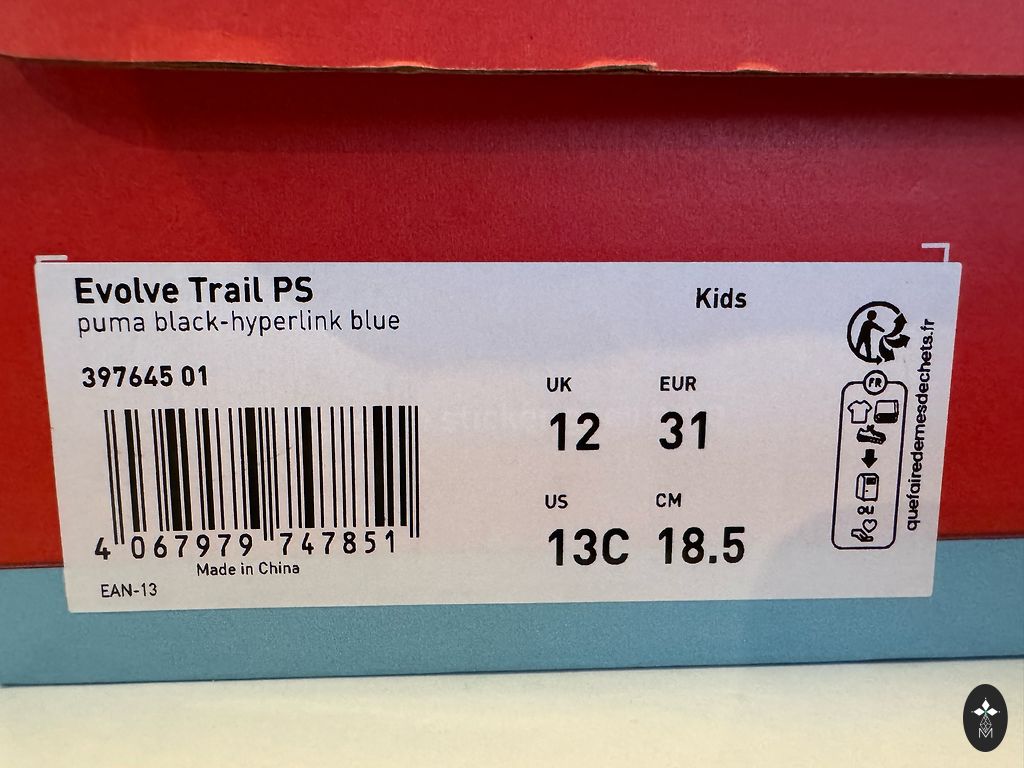 Evolve Trail PS
puma black-hyperlink blue
Kids
397645 01
UK
12
EUR
31
US
13C
CM
18.5
4 067979 747851
Made in China
EAN-13
FR
quefairedemesdechets.fr
M